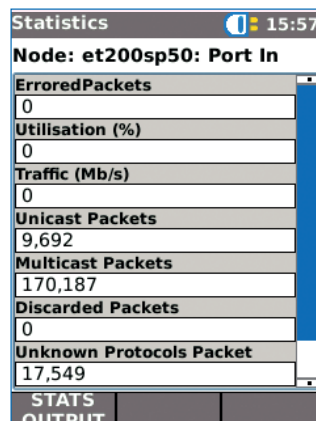 Statistics 15:57
Node: et200sp50: Port In
ErroredPackets
0
Utilisation (%)
0
Traffic (Mb/s)
0
Unicast Packets
9,692
Multicast Packets
170,187
Discarded Packets
0
Unknown Protocols Packet
17,549
STATS
OUTPUT